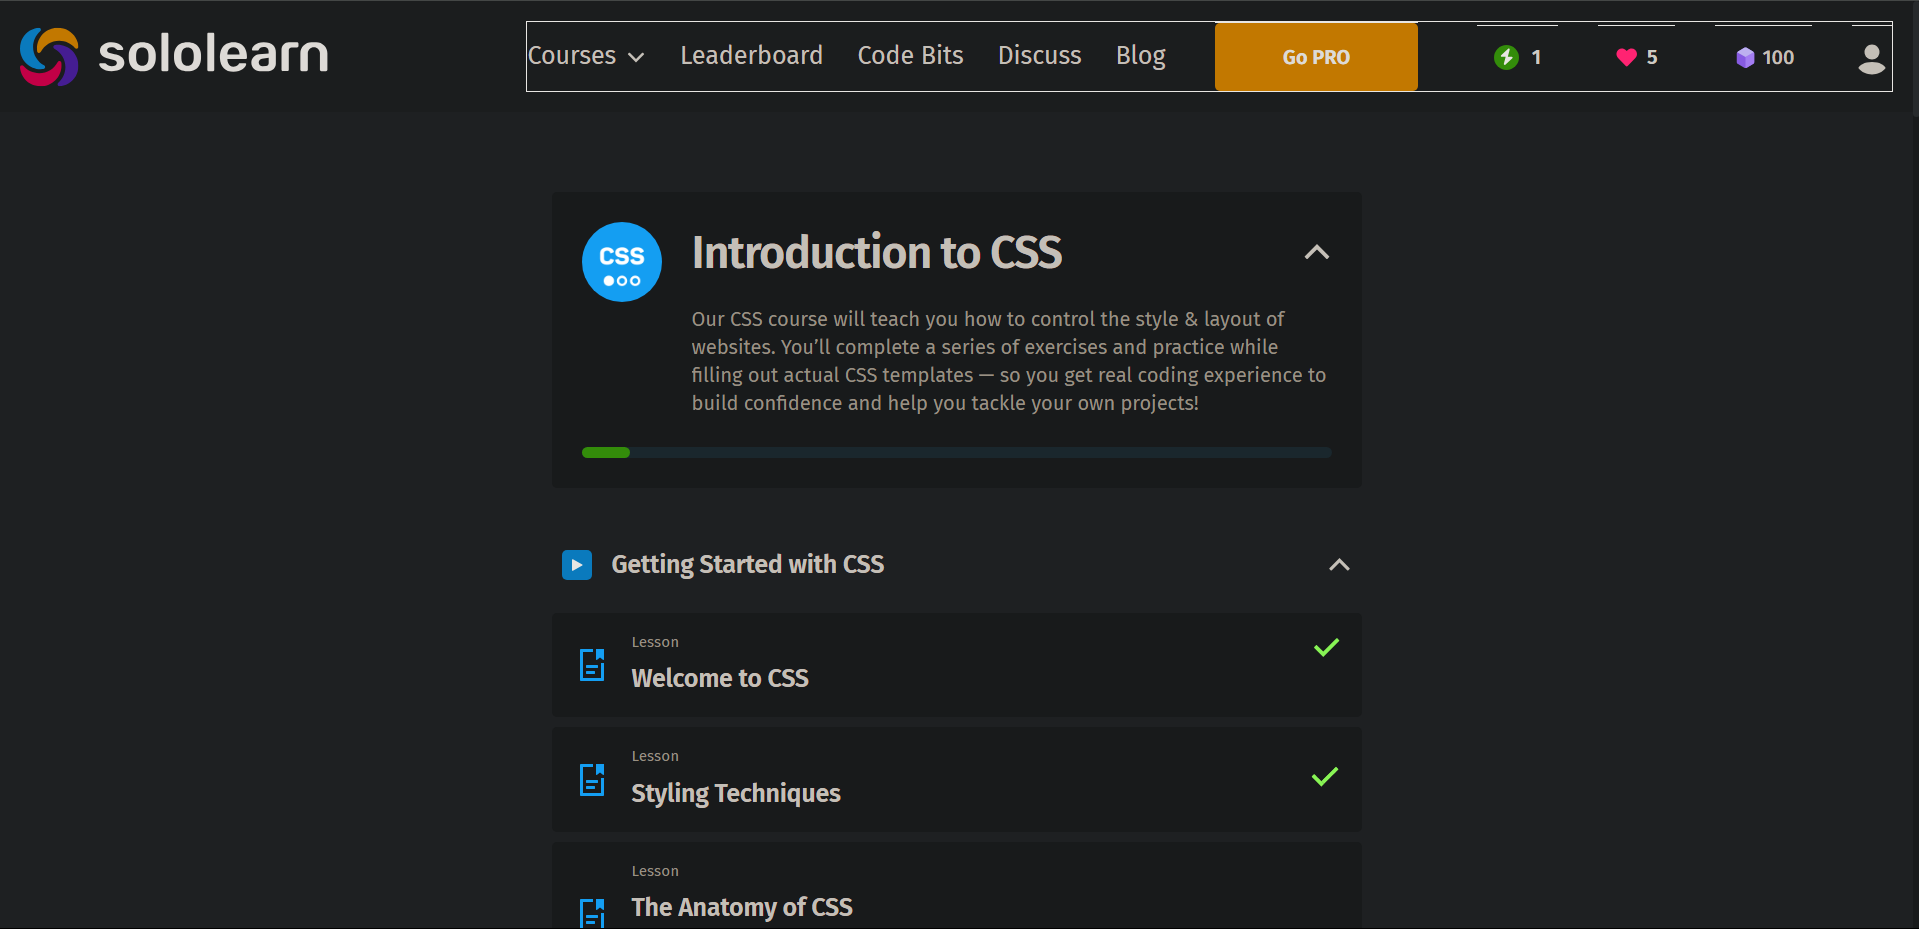 sololearn
Courses
Leaderboard
Code Bits
Discuss
Blog
Go PRO
1
5
100
CSS
Introduction to CSS
Our CSS course will teach you how to control the style & layout of
websites. You’ll complete a series of exercises and practice while
filling out actual CSS templates — so you get real coding experience to
build confidence and help you tackle your own projects!
Getting Started with CSS
Lesson
Welcome to CSS
Lesson
Styling Techniques
Lesson
The Anatomy of CSS